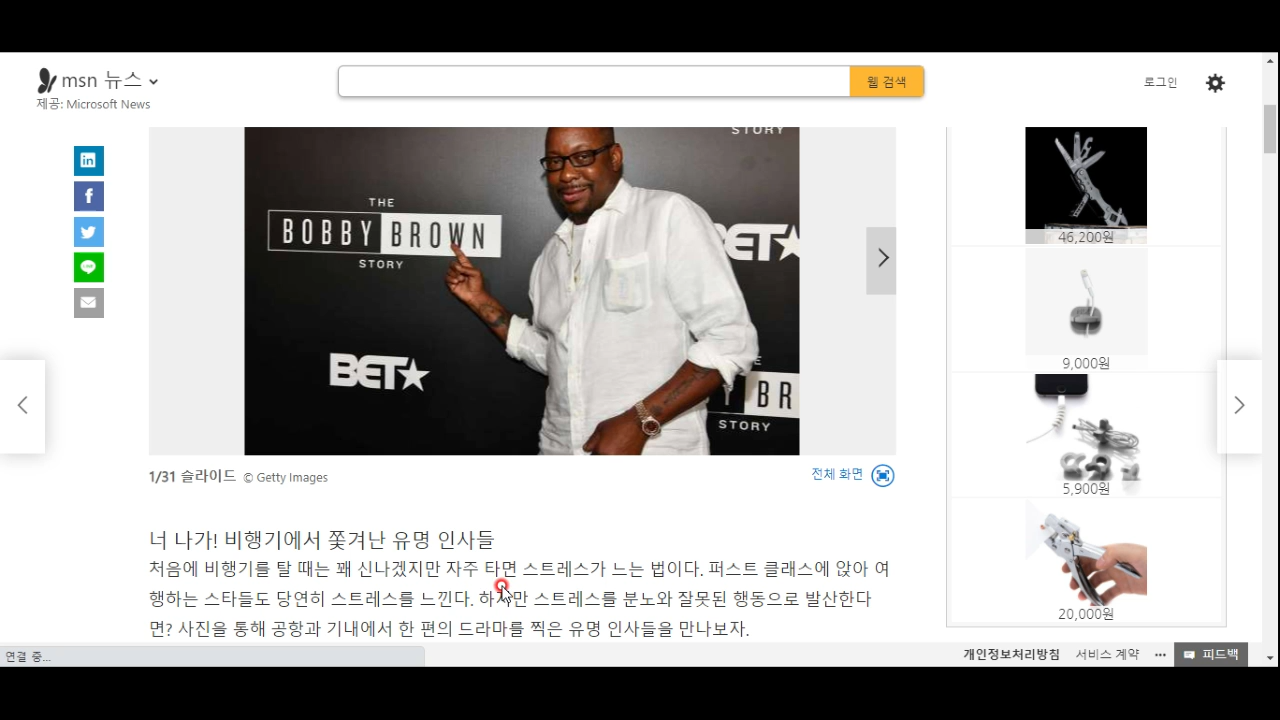 msn 뉴스
제공: Microsoft News
웹 검색
로그인
STORY
THE
BOBBY BROWN
STORY
BET
BET
BR
STORY
1/31 슬라이드 © Getty Images
전체 화면
너 나가! 비행기에서 쫓겨난 유명 인사들
처음에 비행기를 탈 때는 꽤 신나겠지만 자주 타면 스트레스가 느는 법이다. 퍼스트 클래스에 앉아 여
행하는 스타들도 당연히 스트레스를 느낀다. 하지만 스트레스를 분노와 잘못된 행동으로 발산한다
면? 사진을 통해 공항과 기내에서 한 편의 드라마를 찍은 유명 인사들을 만나보자.
46,200원
9,000원
5,900원
20,000원
연결 중...
개인정보처리방침 서비스 계약 ••• 피드백